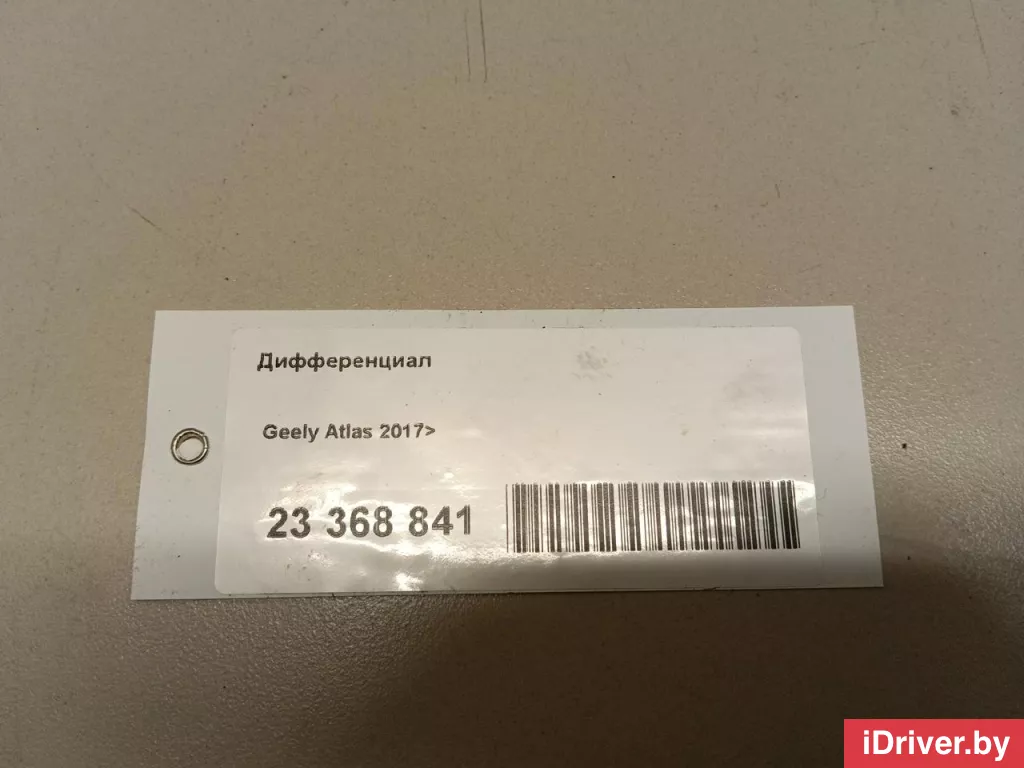 Дифференциал
Geely Atlas 2017>
23 368 841
iDriver.by